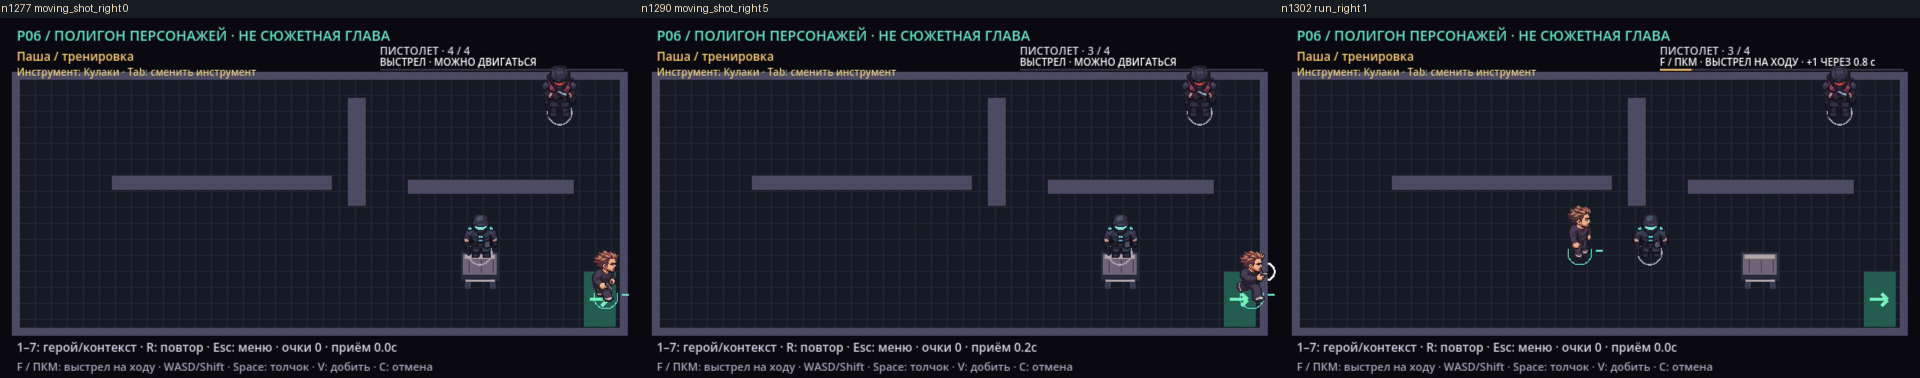 n1277 moving_shot_right 0
P06 / ПОЛИГОН ПЕРСОНАЖЕЙ · НЕ СЮЖЕТНАЯ ГЛАВА
Паша / тренировка
ПИСТОЛЕТ · 4 / 4
ВЫСТРЕЛ · МОЖНО ДВИГАТЬСЯ
Инструмент: Кулаки · Tab: сменить инструмент
1–7: герой/контекст · R: повтор · Esc: меню · очки 0 · приём 0.0с
F / ПКМ: выстрел на ходу · WASD/Shift · Space: толчок · V: добить · C: отмена
n1290 moving_shot_right 5
P06 / ПОЛИГОН ПЕРСОНАЖЕЙ · НЕ СЮЖЕТНАЯ ГЛАВА
Паша / тренировка
ПИСТОЛЕТ · 3 / 4
ВЫСТРЕЛ · МОЖНО ДВИГАТЬСЯ
Инструмент: Кулаки · Tab: сменить инструмент
1–7: герой/контекст · R: повтор · Esc: меню · очки 0 · приём 0.2с
F / ПКМ: выстрел на ходу · WASD/Shift · Space: толчок · V: добить · C: отмена
n1302 run_right 1
P06 / ПОЛИГОН ПЕРСОНАЖЕЙ · НЕ СЮЖЕТНАЯ ГЛАВА
Паша / тренировка
ПИСТОЛЕТ · 3 / 4
F / ПКМ · ВЫСТРЕЛ НА ХОДУ · +1 ЧЕРЕЗ 0.8 с
Инструмент: Кулаки · Tab: сменить инструмент
1–7: герой/контекст · R: повтор · Esc: меню · очки 0 · приём 0.0с
F / ПКМ: выстрел на ходу · WASD/Shift · Space: толчок · V: добить · C: отмена